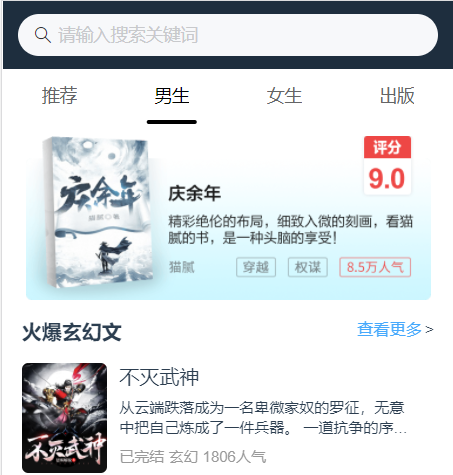 请输入搜索关键词
推荐 男生 女生 出版
评分
9.0
庆余年
猫腻◎著
庆余年
精彩绝伦的布局，细致入微的刻画，看猫
腻的书，是一种头脑的享受！
猫腻 穿越 权谋 8.5万人气
火爆玄幻文 查看更多 >
不灭武神
不灭武神
从云端跌落成为一名卑微家奴的罗征，无意
中把自己炼成了一件兵器。 一道抗争的序...
已完结 玄幻 1806人气